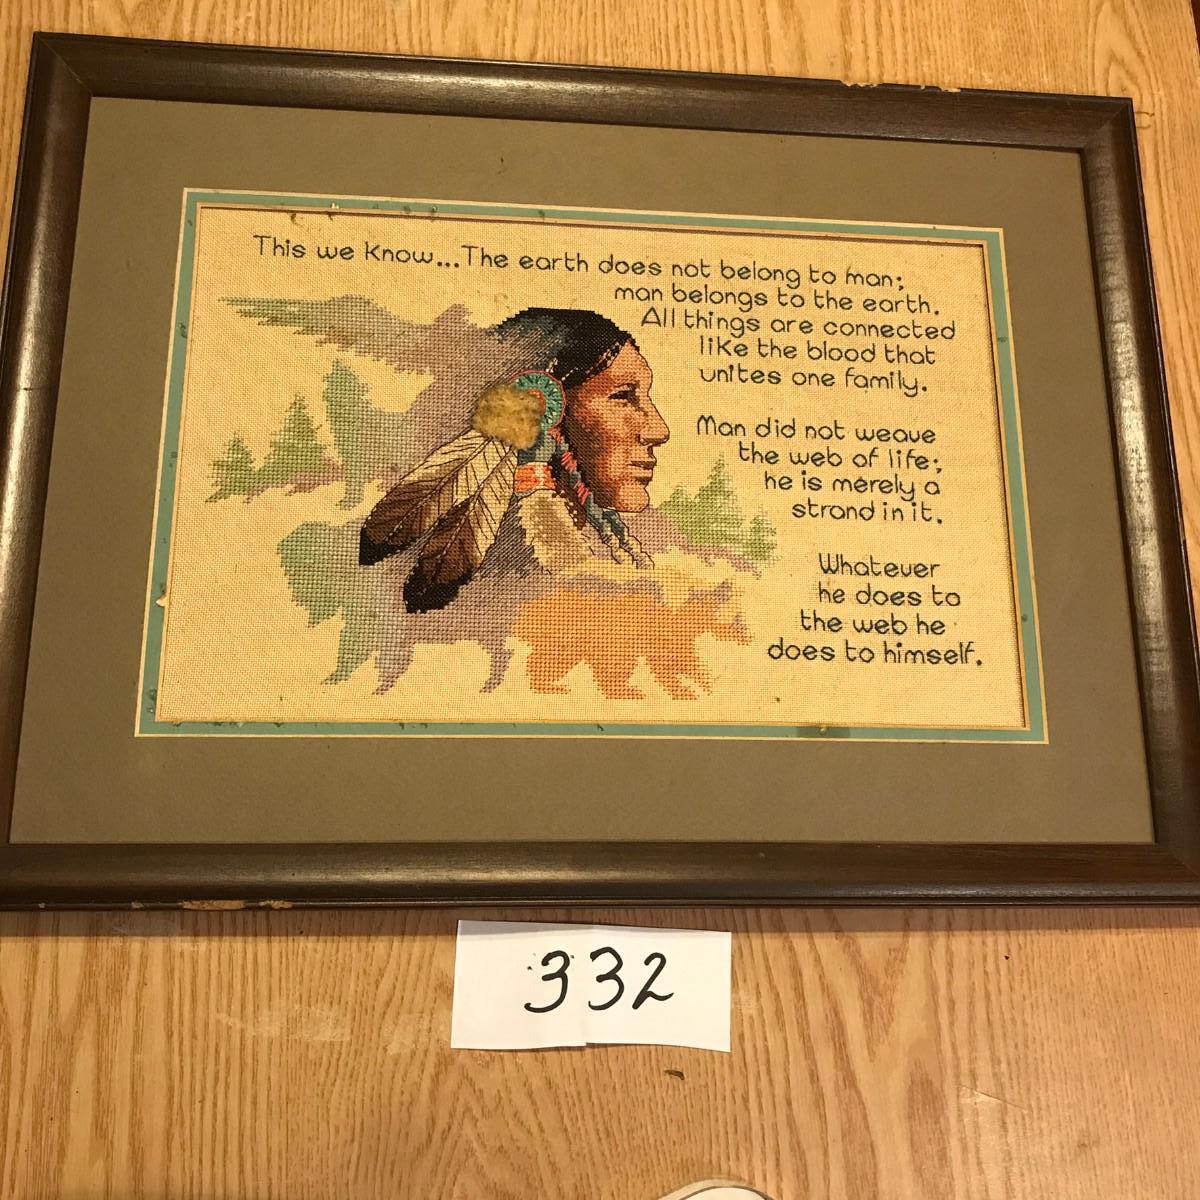 This we know...The earth does not belong to man;
man belongs to the earth.
All things are connected
like the blood that
unites one family.
Man did not weave
the web of life;
he is merely a
strand in it.
Whatever
he does to
the web he
does to himself.
332